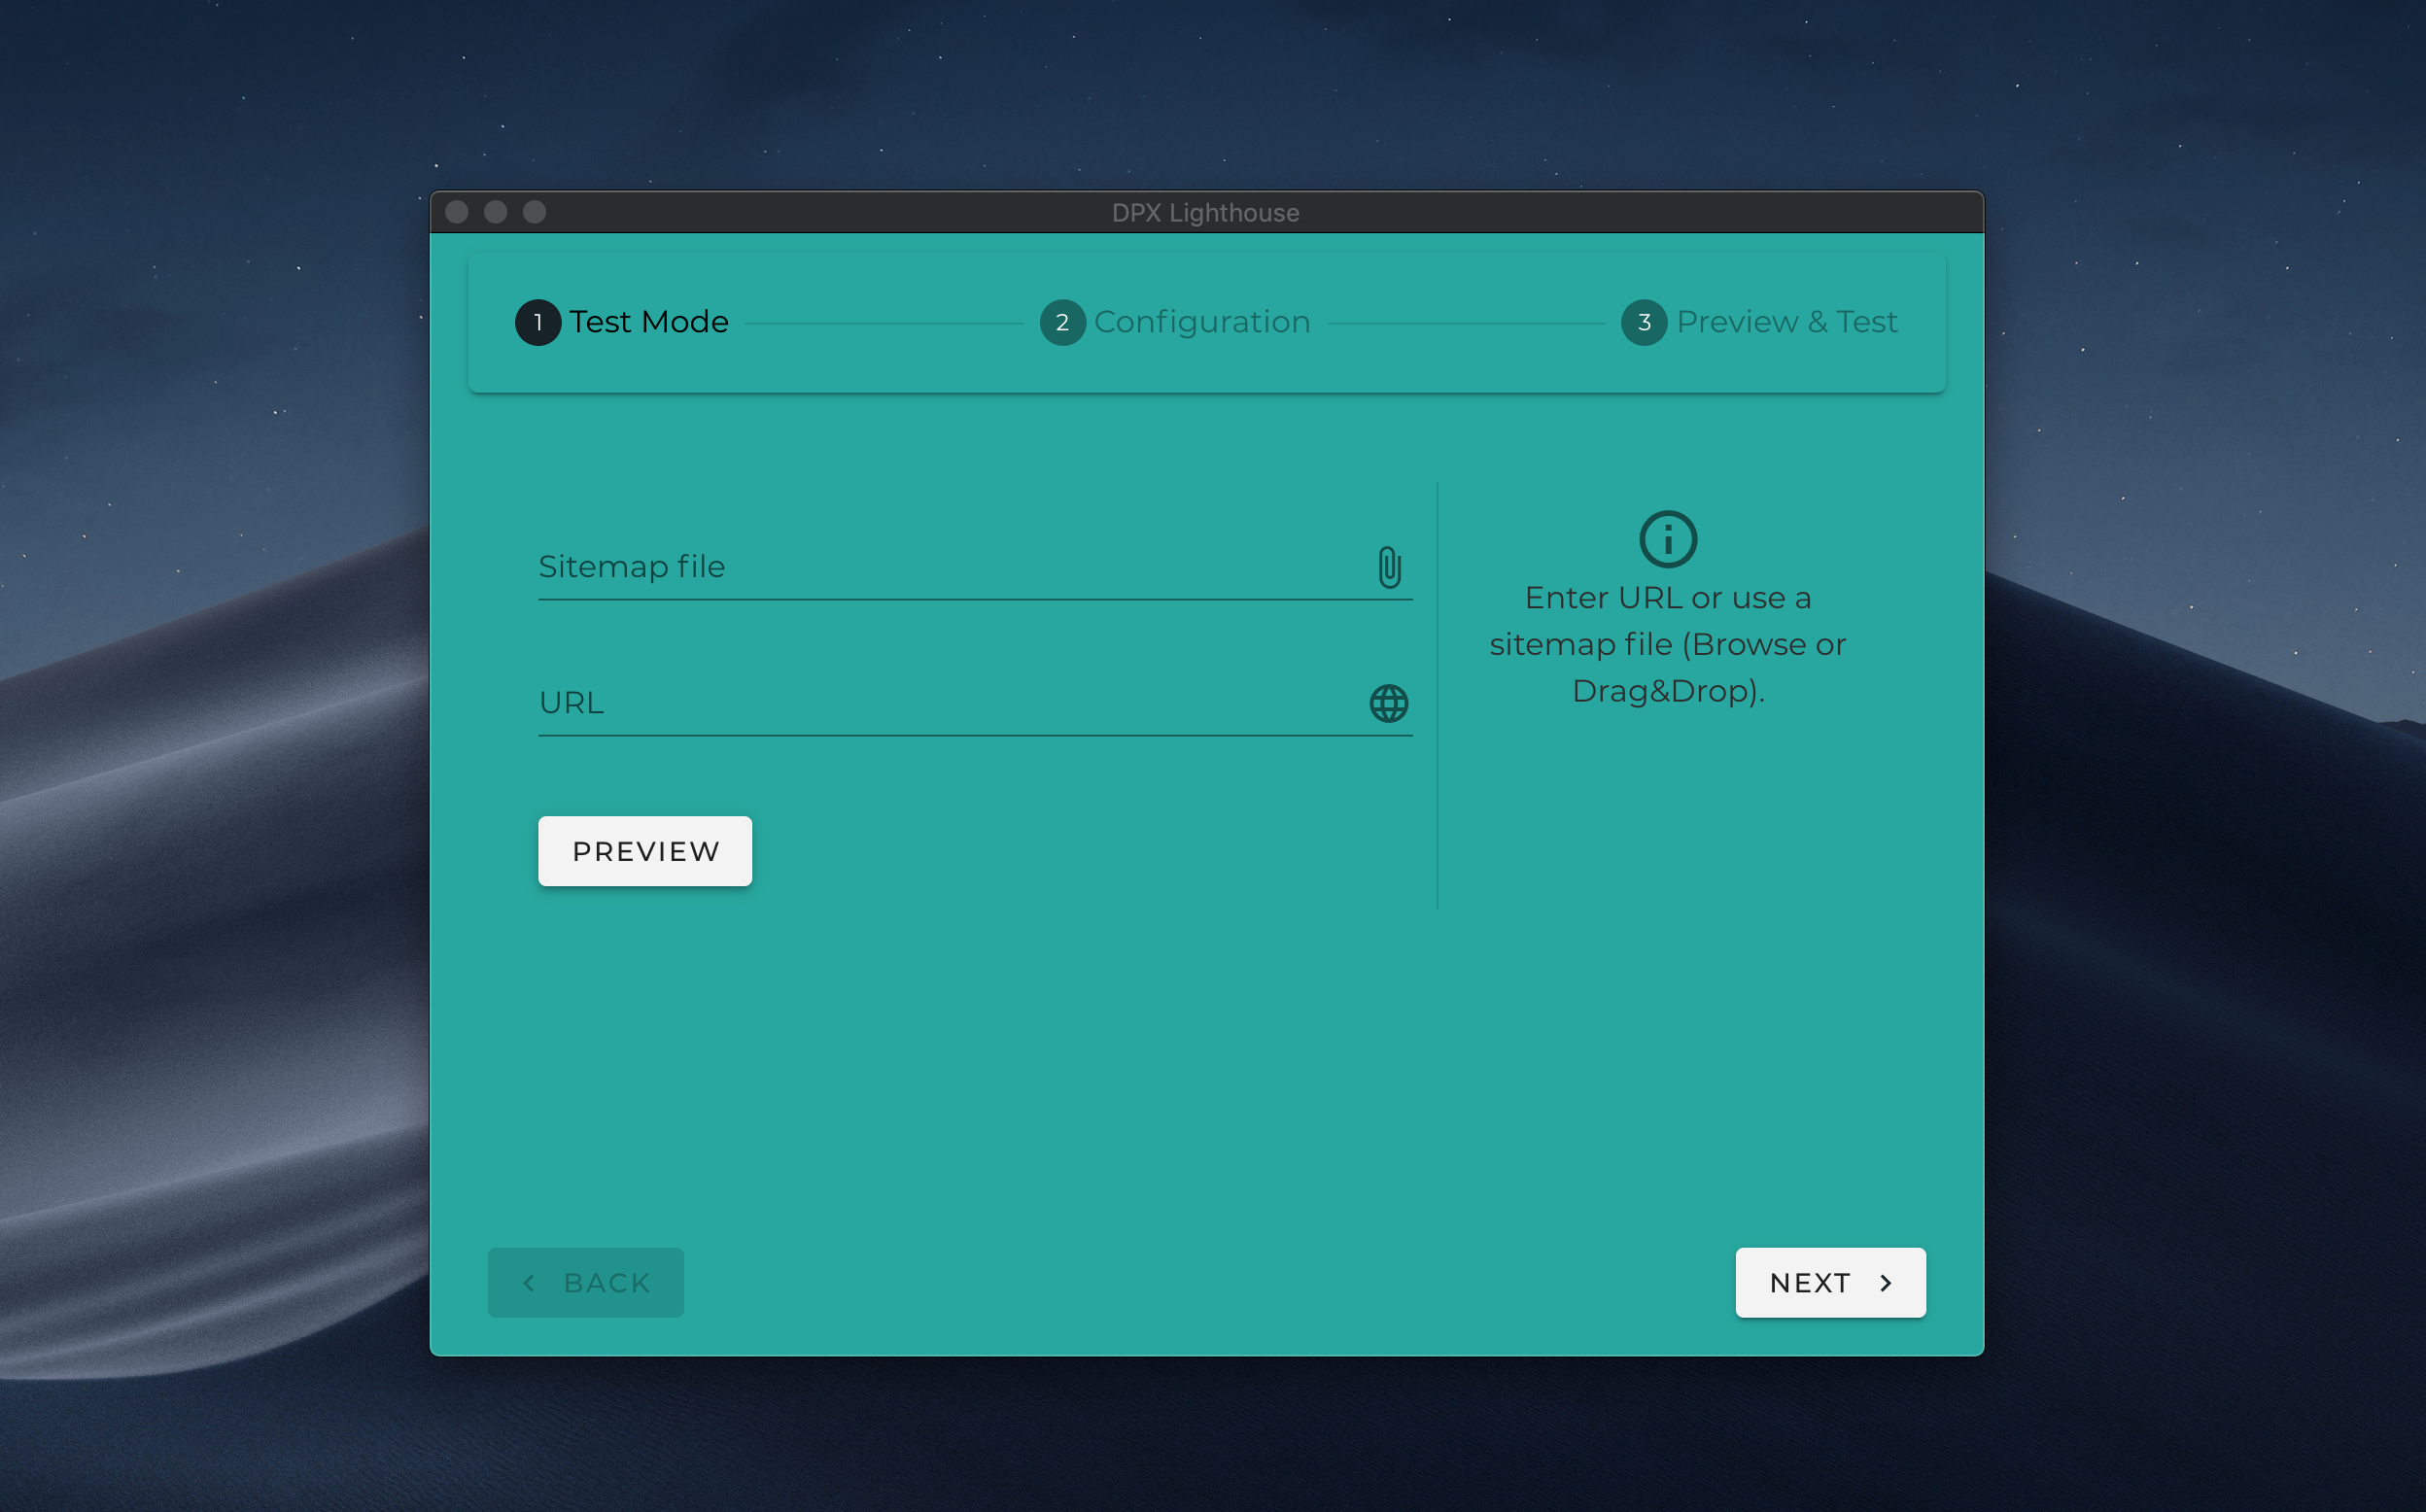 DPX Lighthouse
1 Test Mode
2 Configuration
3 Preview & Test
Sitemap file
URL
PREVIEW
Enter URL or use a
sitemap file (Browse or
Drag&Drop).
BACK
NEXT